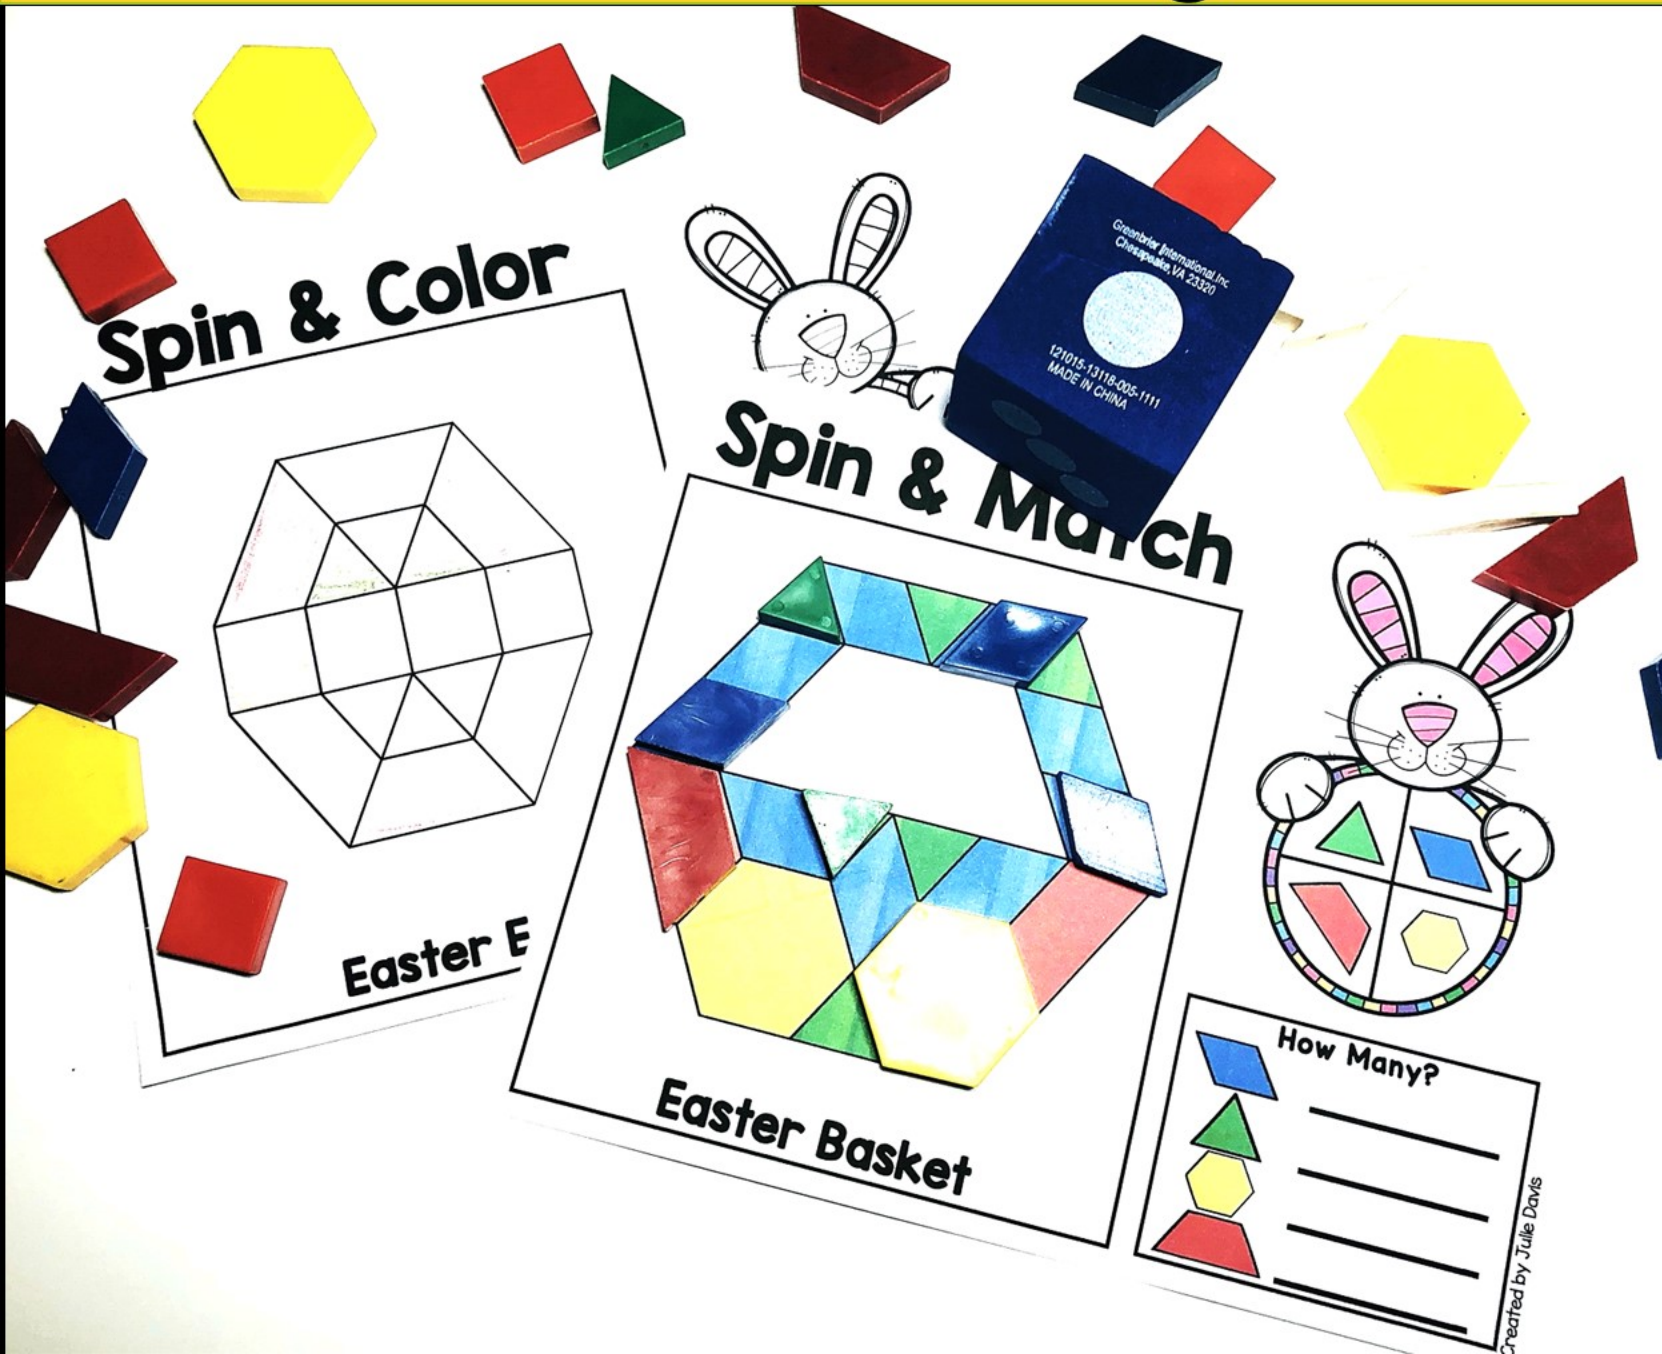 Spin & Color
Greenbrier International,Inc
Chesapeake,VA 23320
121015-13118-005-1111
MADE IN CHINA
Spin & Match
Easter E
Easter Basket
How Many?
Created by Julie Davis